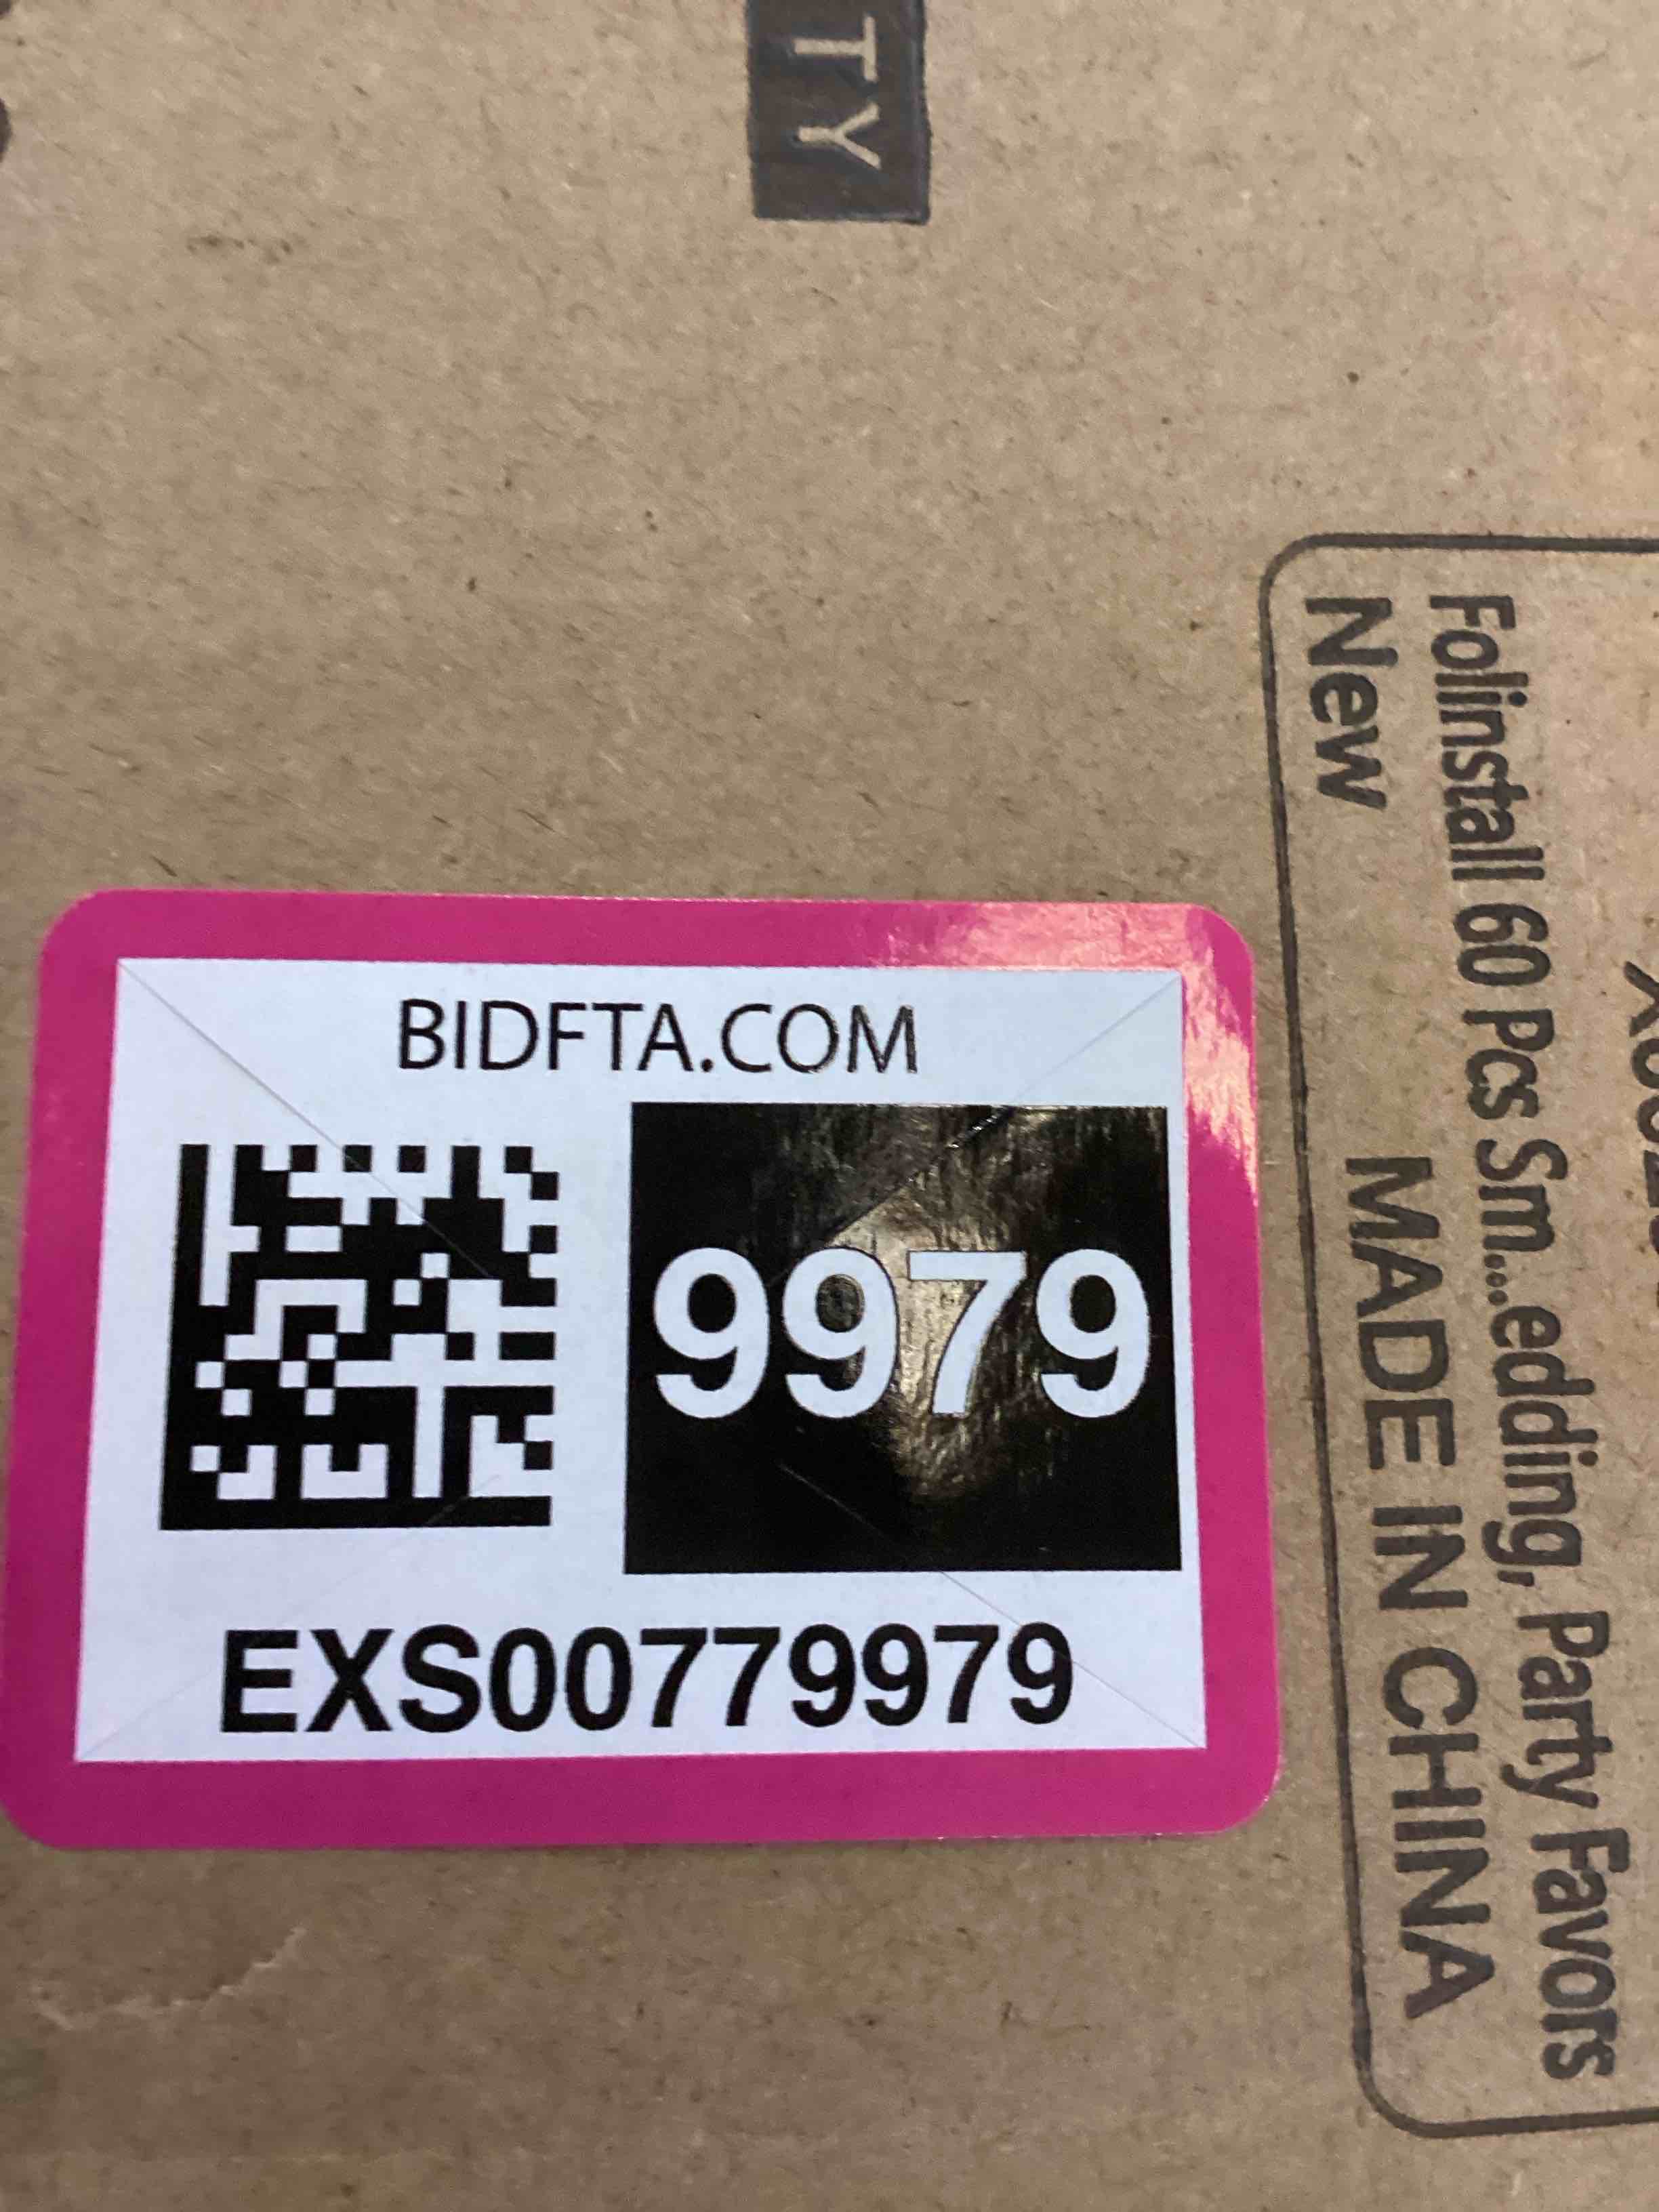 TY
BIDFTA.COM
9979
EXS00779979
Folinstall 60 Pcs Sm...edding, Party Favors
New
MADE IN CHINA